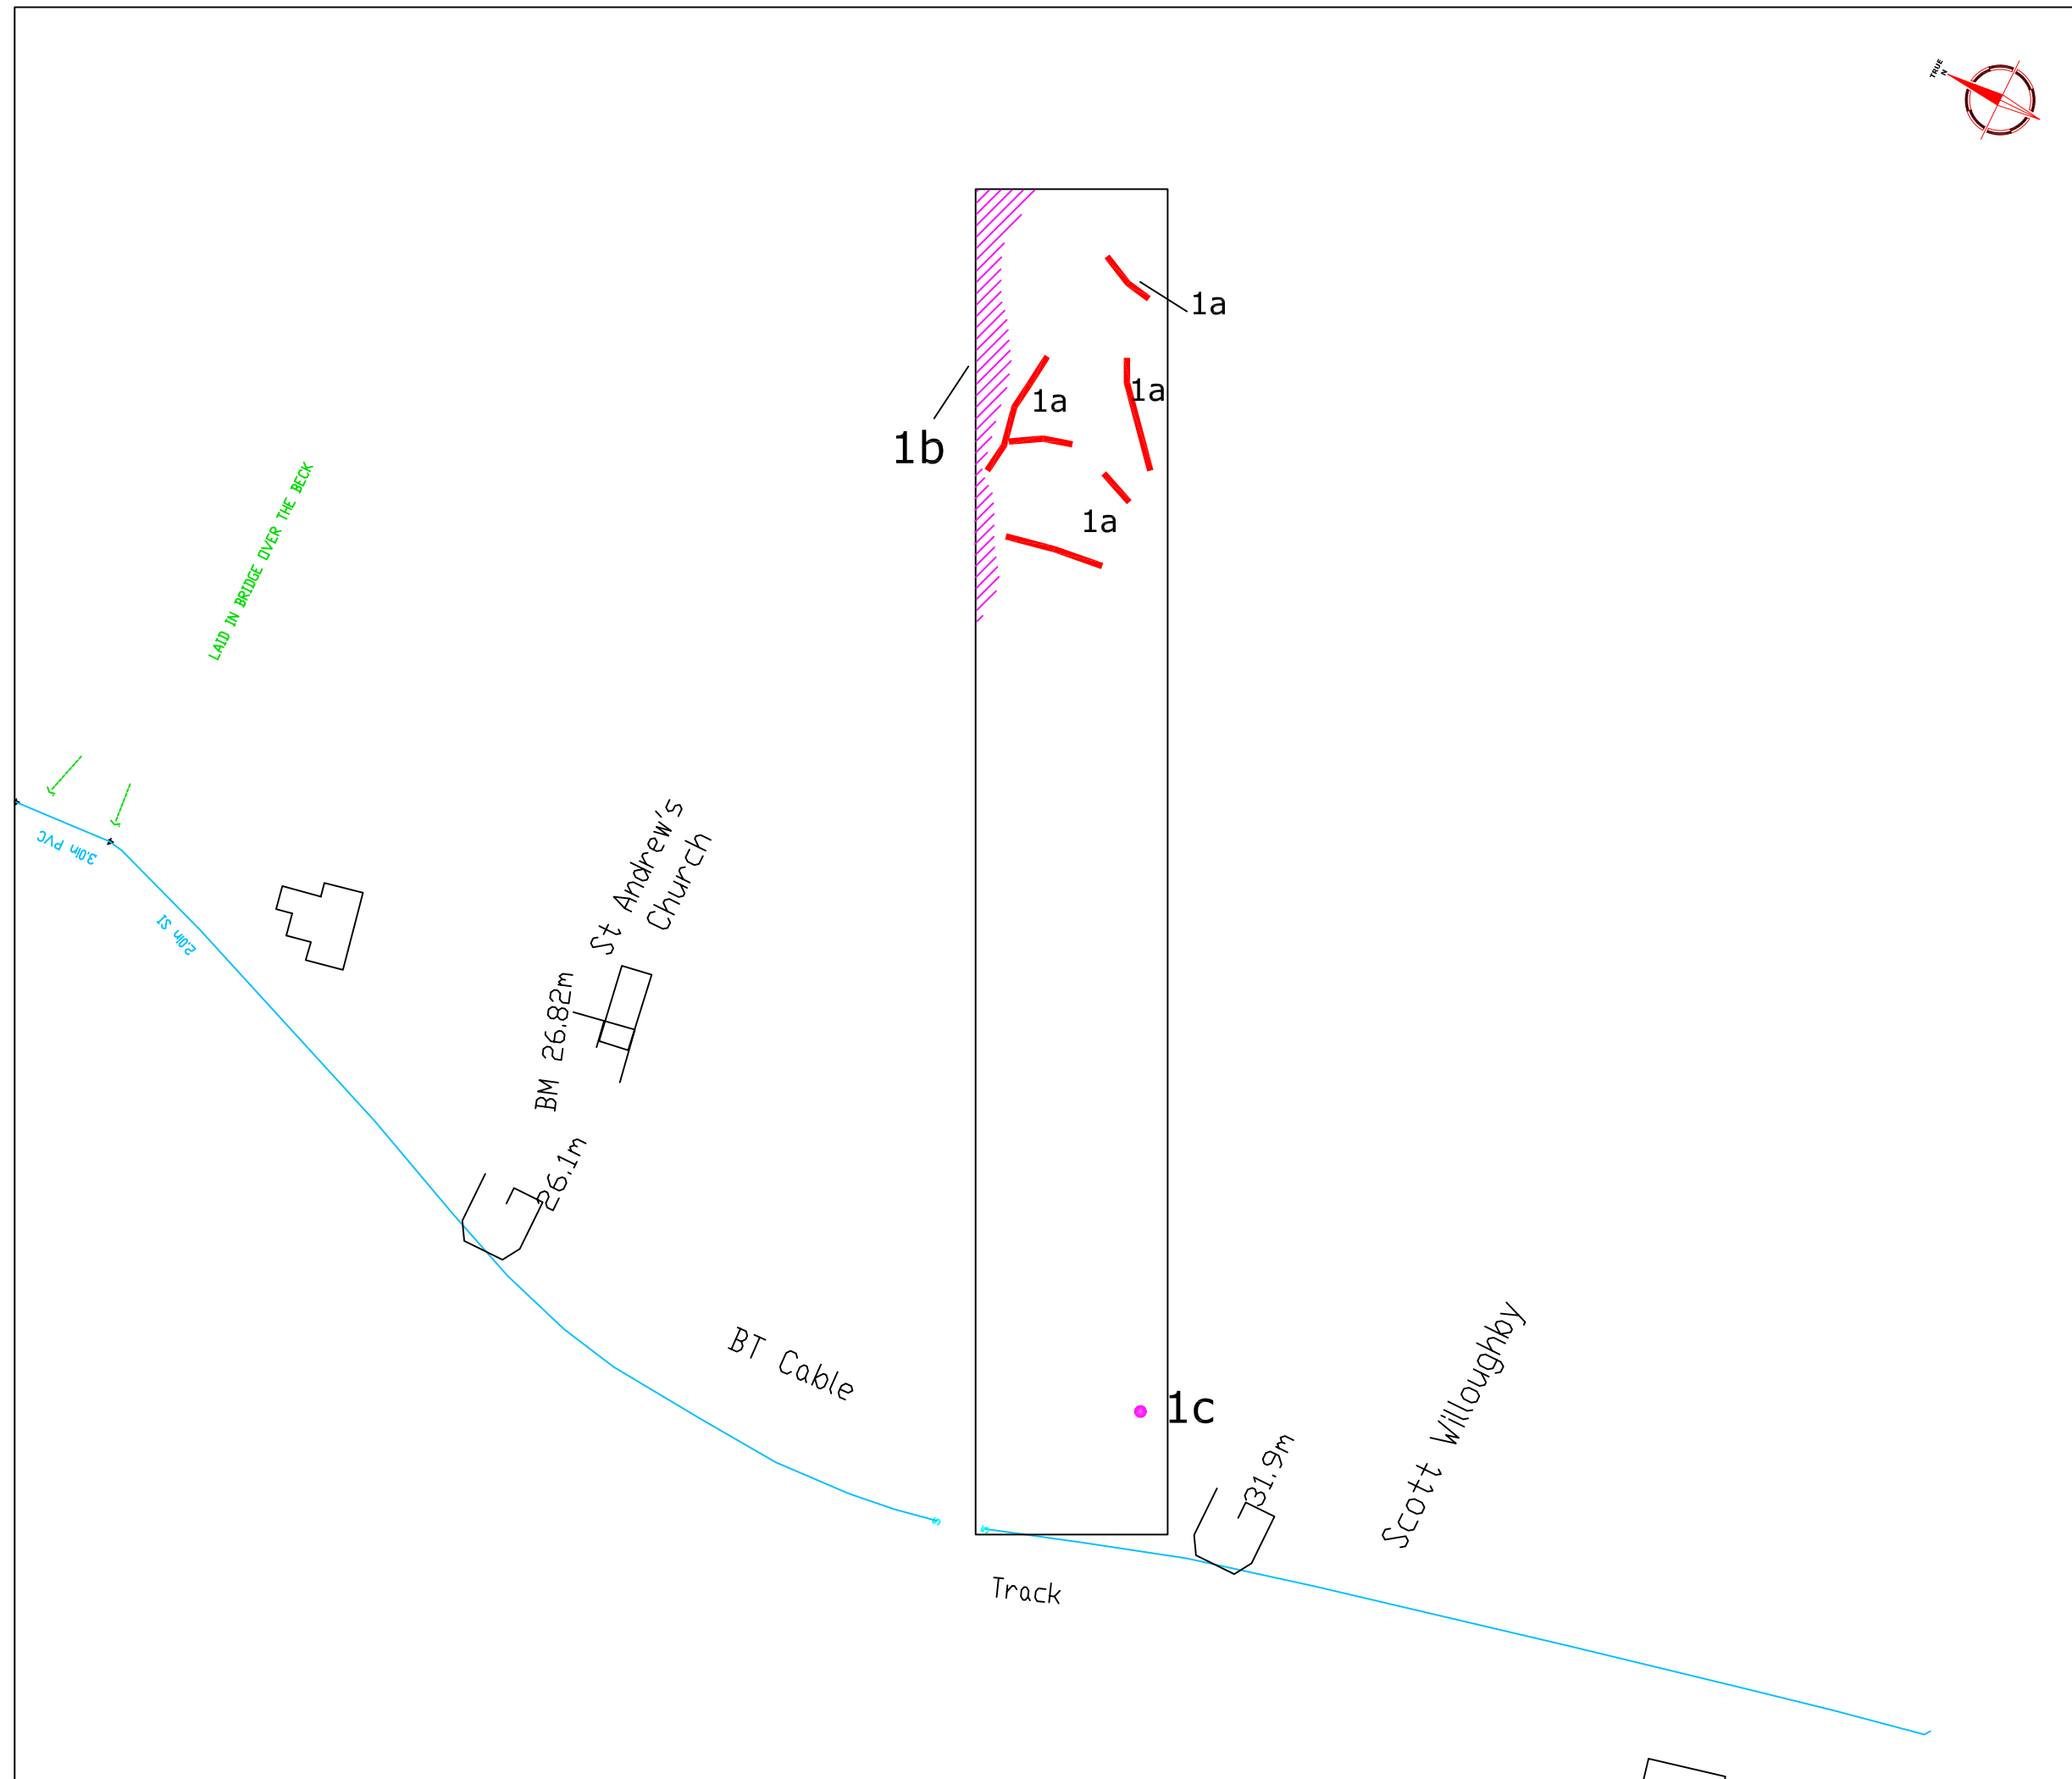 TRUE
N
1a
1a
1a
1b
1a
LAID IN BRIDGE OVER THE BECK
3.0in PVC
2.0in SI
St Andrew's
Church
BM 26.82m
26.1m
BT Cable
1c
31.9m
Scott Willoughby
Track